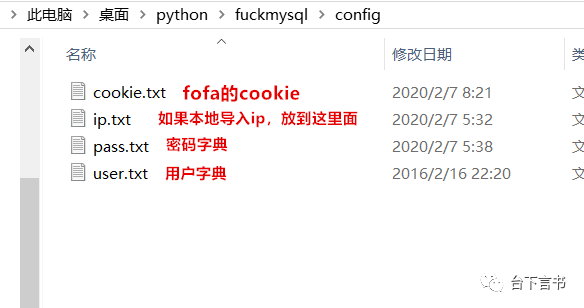 此电脑 > 桌面 > python > fuckmysql > config
名称 修改日期
cookie.txt fofa的cookie 2020/2/7 8:21 文
ip.txt 如果本地导入ip，放到这里面 2020/2/7 5:32 文
pass.txt 密码字典 2020/2/7 5:38 文
user.txt 用户字典 2016/2/16 22:20 文
台下言书